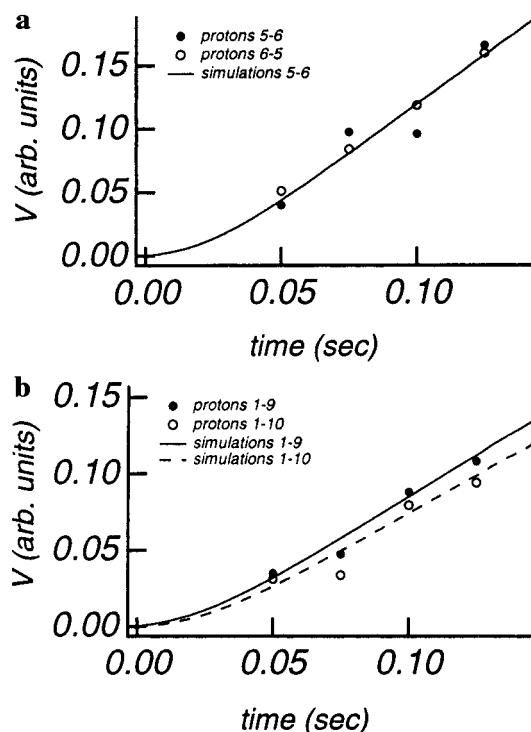 a
protons 5-6
protons 6-5
simulations 5-6
V (arb. units)
0.15
0.10
0.05
0.00
0.00 0.05 0.10
time (sec)
b
protons 1-9
protons 1-10
simulations 1-9
simulations 1-10
V (arb. units)
0.15
0.10
0.05
0.00
0.00 0.05 0.10
time (sec)